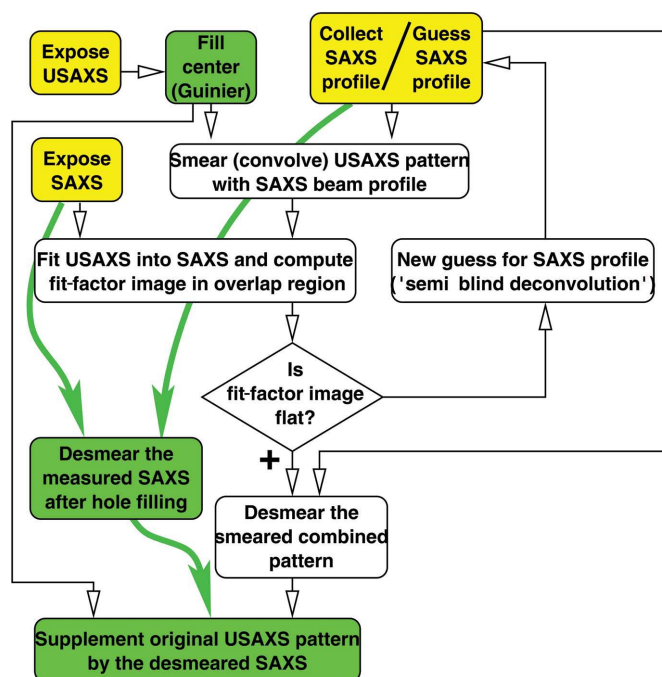 Expose
USAXS
Fill
center
(Guinier)
Collect
SAXS
profile
/
Guess
SAXS
profile
Expose
SAXS
Smear (convolve) USAXS pattern
with SAXS beam profile
Fit USAXS into SAXS and compute
fit-factor image in overlap region
New guess for SAXS profile
('semi blind deconvolution')
Is
fit-factor image
flat?
+
Desmear the
measured SAXS
after hole filling
Desmear the
smeared combined
pattern
Supplement original USAXS pattern
by the desmeared SAXS